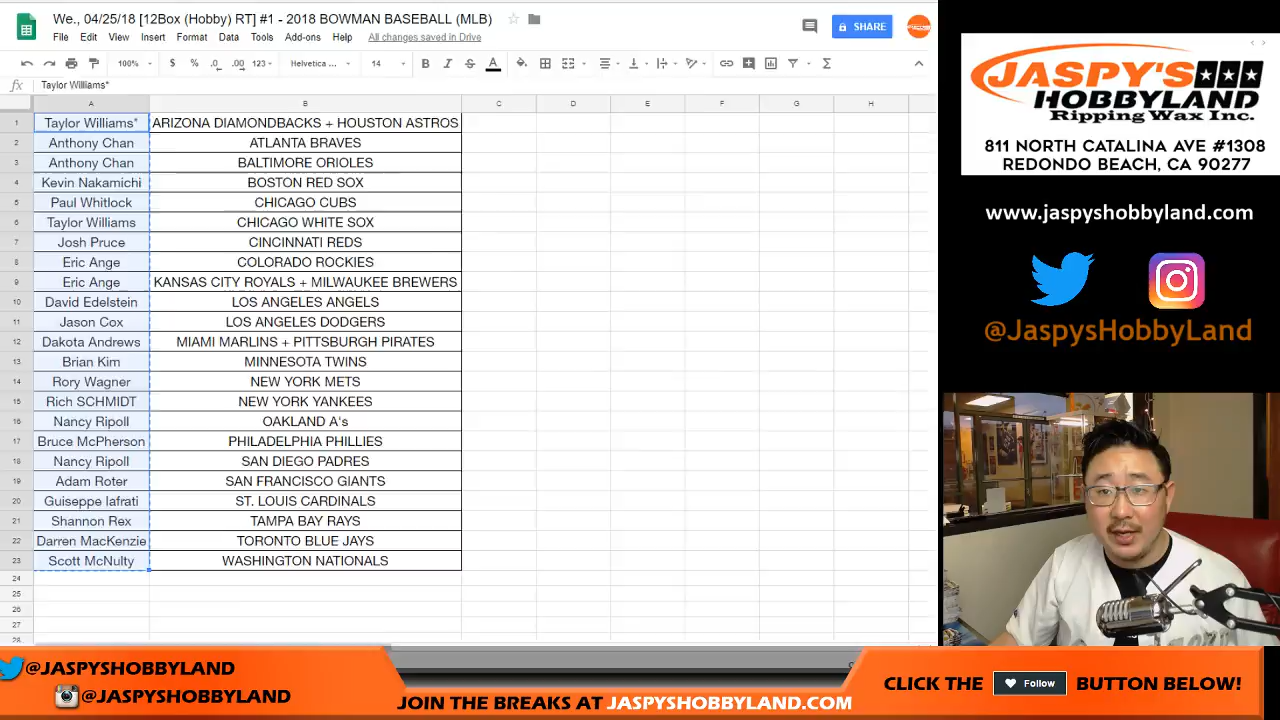 We., 04/25/18 [12Box (Hobby) RT] #1 - 2018 BOWMAN BASEBALL (MLB)
File Edit View Insert Format Data Tools Add-ons Help All changes saved in Drive
SHARE
100% $ % .0 .00 123 Helvetica ... 14 B I S A
fx Taylor Williams*
A B C D E F G H
1 Taylor Williams* ARIZONA DIAMONDBACKS + HOUSTON ASTROS
2 Anthony Chan ATLANTA BRAVES
3 Anthony Chan BALTIMORE ORIOLES
4 Kevin Nakamichi BOSTON RED SOX
5 Paul Whitlock CHICAGO CUBS
6 Taylor Williams CHICAGO WHITE SOX
7 Josh Pruce CINCINNATI REDS
8 Eric Ange COLORADO ROCKIES
9 Eric Ange KANSAS CITY ROYALS + MILWAUKEE BREWERS
10 David Edelstein LOS ANGELES ANGELS
11 Jason Cox LOS ANGELES DODGERS
12 Dakota Andrews MIAMI MARLINS + PITTSBURGH PIRATES
13 Brian Kim MINNESOTA TWINS
14 Rory Wagner NEW YORK METS
15 Rich SCHMIDT NEW YORK YANKEES
16 Nancy Ripoll OAKLAND A's
17 Bruce McPherson PHILADELPHIA PHILLIES
18 Nancy Ripoll SAN DIEGO PADRES
19 Adam Roter SAN FRANCISCO GIANTS
20 Guiseppe Iafrati ST. LOUIS CARDINALS
21 Shannon Rex TAMPA BAY RAYS
22 Darren MacKenzie TORONTO BLUE JAYS
23 Scott McNulty WASHINGTON NATIONALS
24
25
26
27
28
JASPY'S
HOBBYLAND
Ripping Wax Inc.
811 NORTH CATALINA AVE #1308
REDONDO BEACH, CA 90277
www.jaspyshobbyland.com
@JaspysHobbyLand
@JASPYSHOBBYLAND
@JASPYSHOBBYLAND
JOIN THE BREAKS AT JASPYSHOBBYLAND.COM
CLICK THE Follow BUTTON BELOW!